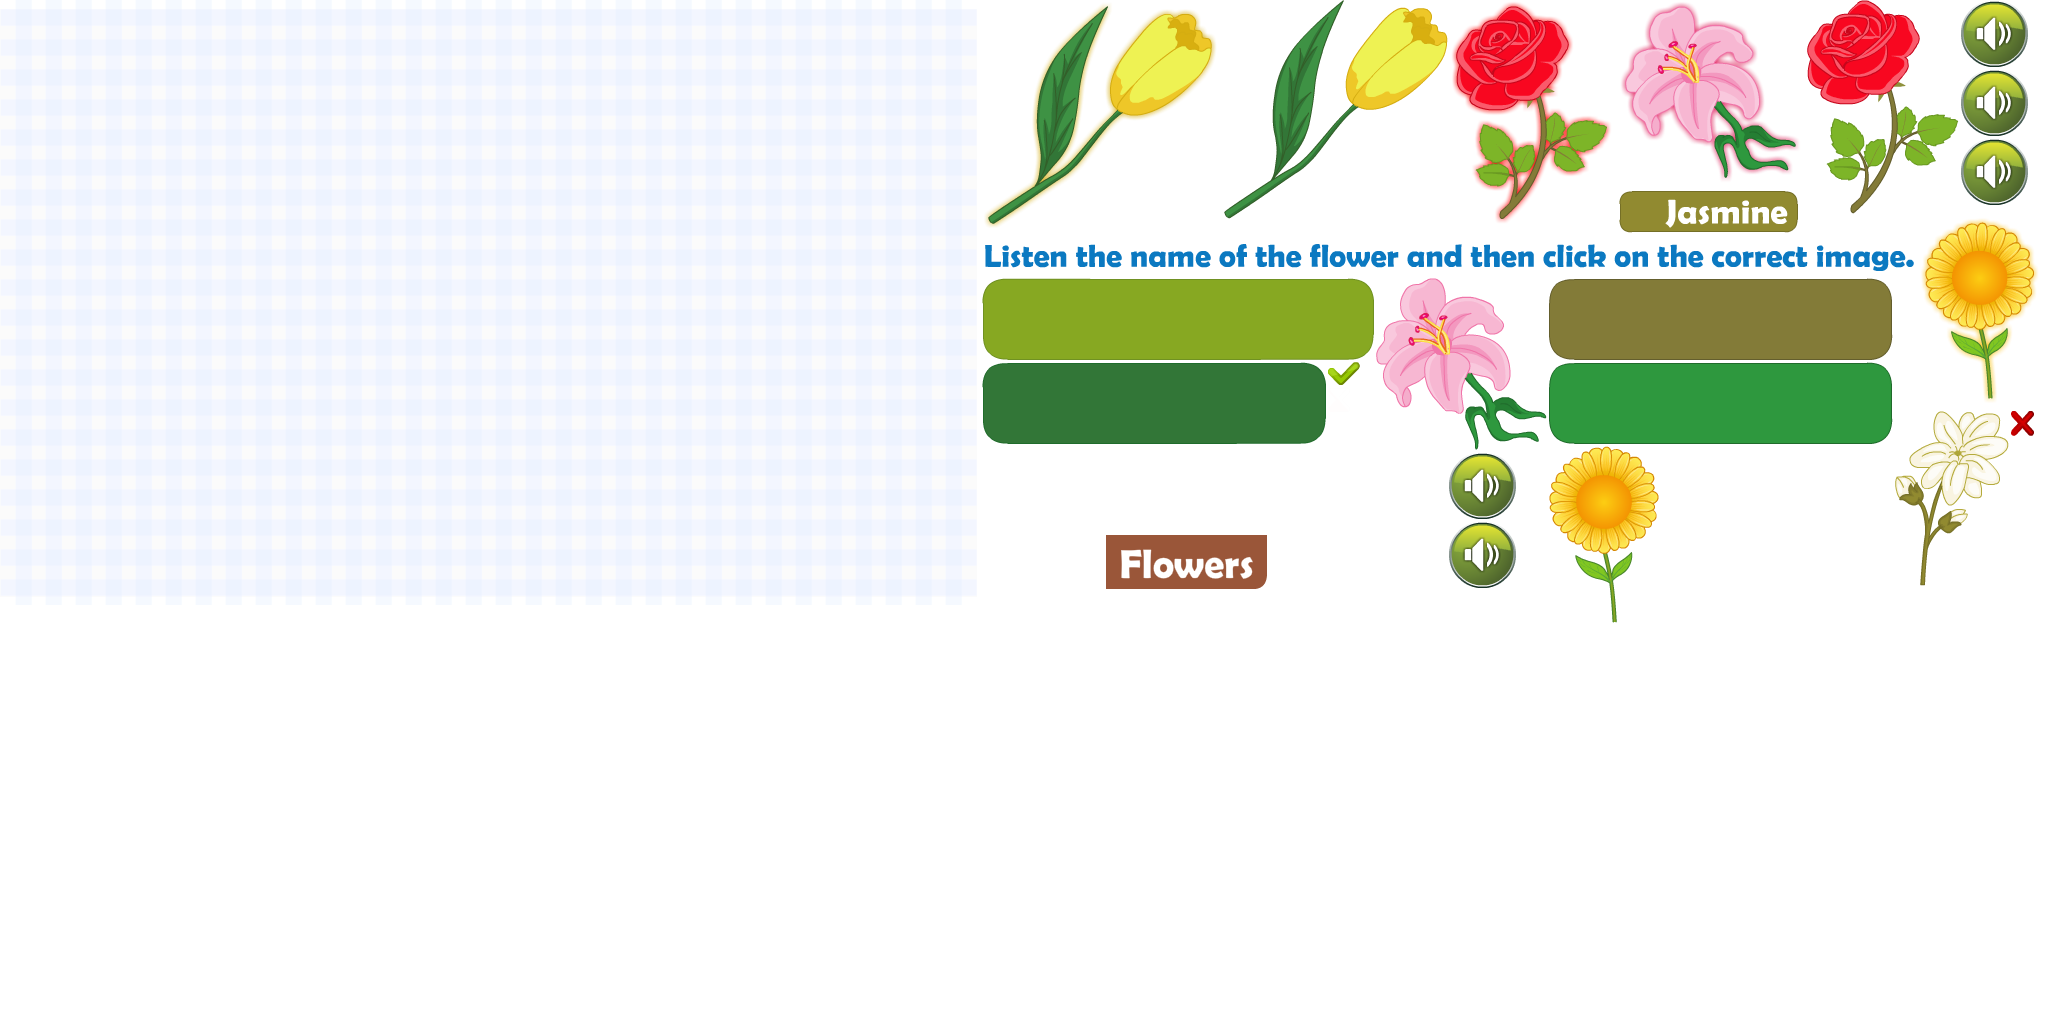 Jasmine
Listen the name of the flower and then click on the correct image.
Flowers